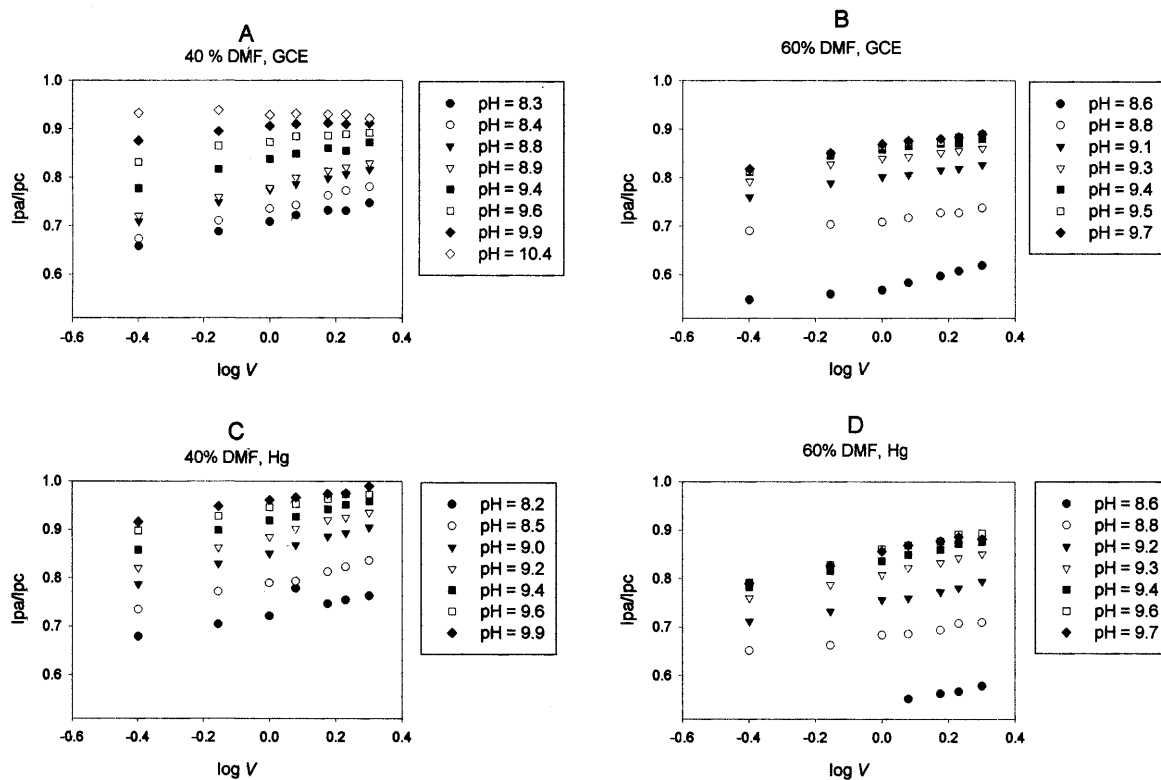 A
40 % DMF, GCE
1.0
0.9
0.8
0.7
0.6
Ipa/Ipc
-0.6
-0.4
-0.2
0.0
0.2
0.4
log V
pH = 8.3
pH = 8.4
pH = 8.8
pH = 8.9
pH = 9.4
pH = 9.6
pH = 9.9
pH = 10.4
B
60% DMF, GCE
1.0
0.9
0.8
0.7
0.6
Ipa/Ipc
-0.6
-0.4
-0.2
0.0
0.2
0.4
log V
pH = 8.6
pH = 8.8
pH = 9.1
pH = 9.3
pH = 9.4
pH = 9.5
pH = 9.7
C
40% DMF, Hg
1.0
0.9
0.8
0.7
0.6
Ipa/Ipc
-0.6
-0.4
-0.2
0.0
0.2
0.4
log V
pH = 8.2
pH = 8.5
pH = 9.0
pH = 9.2
pH = 9.4
pH = 9.6
pH = 9.9
D
60% DMF, Hg
1.0
0.9
0.8
0.7
0.6
Ipa/Ipc
-0.6
-0.4
-0.2
0.0
0.2
0.4
log V
pH = 8.6
pH = 8.8
pH = 9.2
pH = 9.3
pH = 9.4
pH = 9.6
pH = 9.7